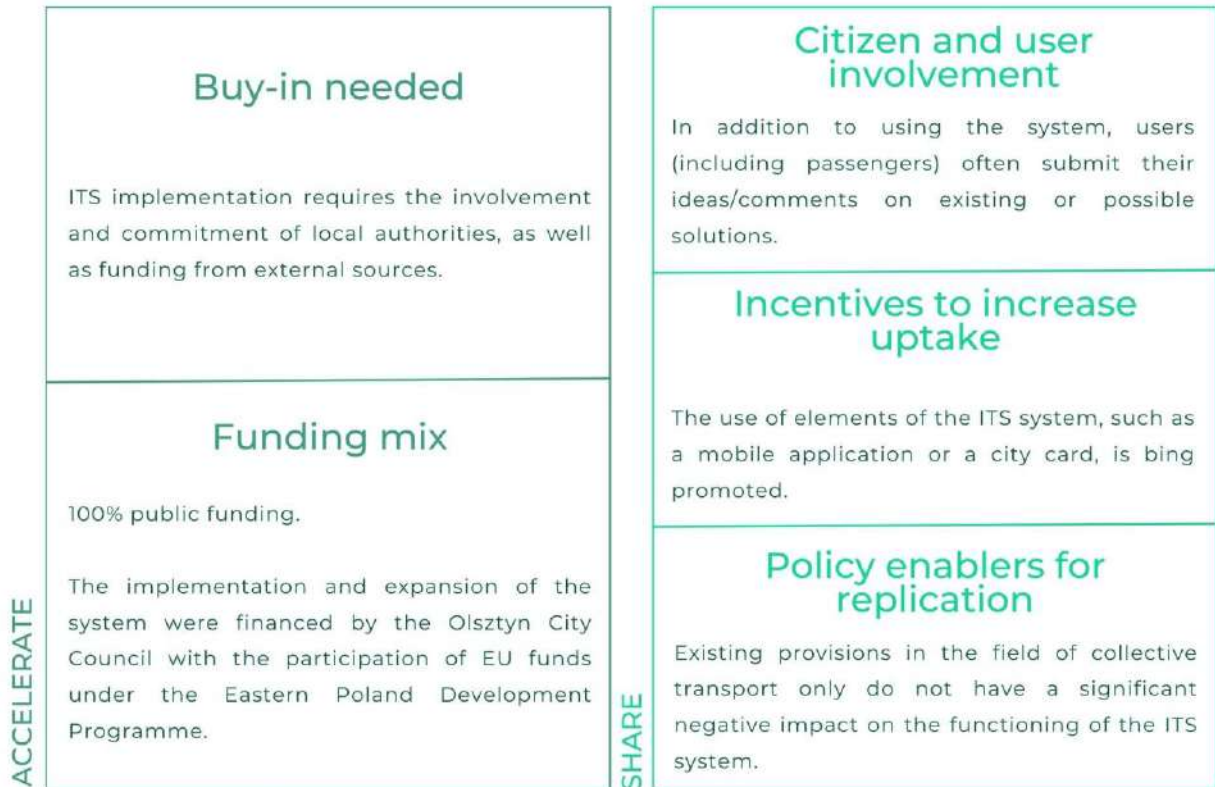 Buy-in needed
ITS implementation requires the involvement
and commitment of local authorities, as well
as funding from external sources.
Funding mix
100% public funding.
The implementation and expansion of the
system were financed by the Olsztyn City
Council with the participation of EU funds
under the Eastern Poland Development
Programme.
ACCELERATE
Citizen and user
involvement
In addition to using the system, users
(including passengers) often submit their
ideas/comments on existing or possible
solutions.
Incentives to increase
uptake
The use of elements of the ITS system, such as
a mobile application or a city card, is bing
promoted.
Policy enablers for
replication
Existing provisions in the field of collective
transport only do not have a significant
negative impact on the functioning of the ITS
system.
SHARE